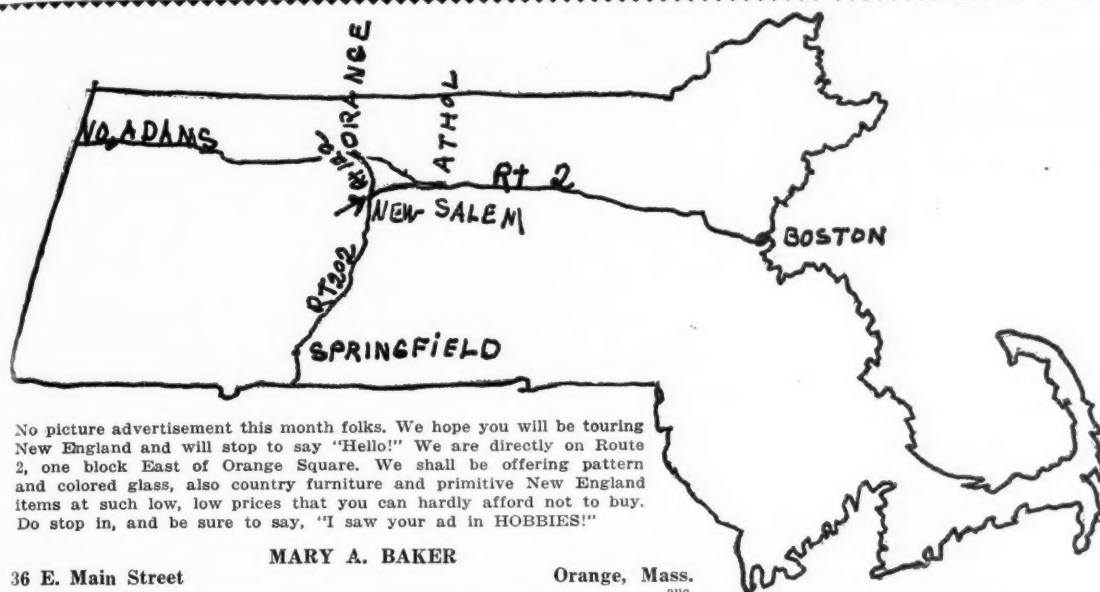 ORANGE
ATHOL
NO. ADAMS
Rt 2
NEW SALEM
BOSTON
RT 202
SPRINGFIELD
No picture advertisement this month folks. We hope you will be touring
New England and will stop to say "Hello!" We are directly on Route
2, one block East of Orange Square. We shall be offering pattern
and colored glass, also country furniture and primitive New England
items at such low, low prices that you can hardly afford not to buy.
Do stop in, and be sure to say, "I saw your ad in HOBBIES!"
MARY A. BAKER
36 E. Main Street Orange, Mass.
aug